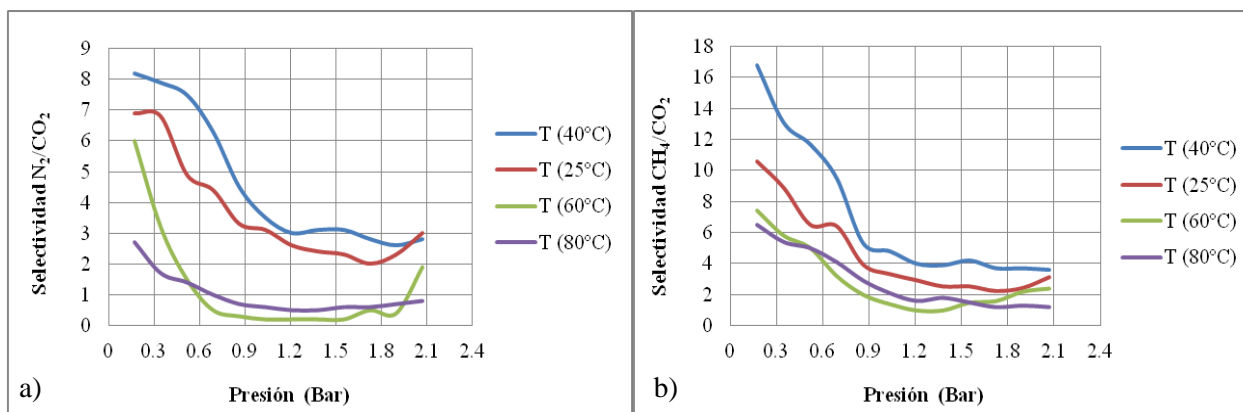 Selectividad N₂/CO₂
9
8
7
6
5
4
3
2
1
0
0 0.3 0.6 0.9 1.2 1.5 1.8 2.1 2.4
Presión (Bar)
T (40°C)
T (25°C)
T (60°C)
T (80°C)
a)
Selectividad CH₄/CO₂
18
16
14
12
10
8
6
4
2
0
0 0.3 0.6 0.9 1.2 1.5 1.8 2.1 2.4
Presión (Bar)
T (40°C)
T (25°C)
T (60°C)
T (80°C)
b)